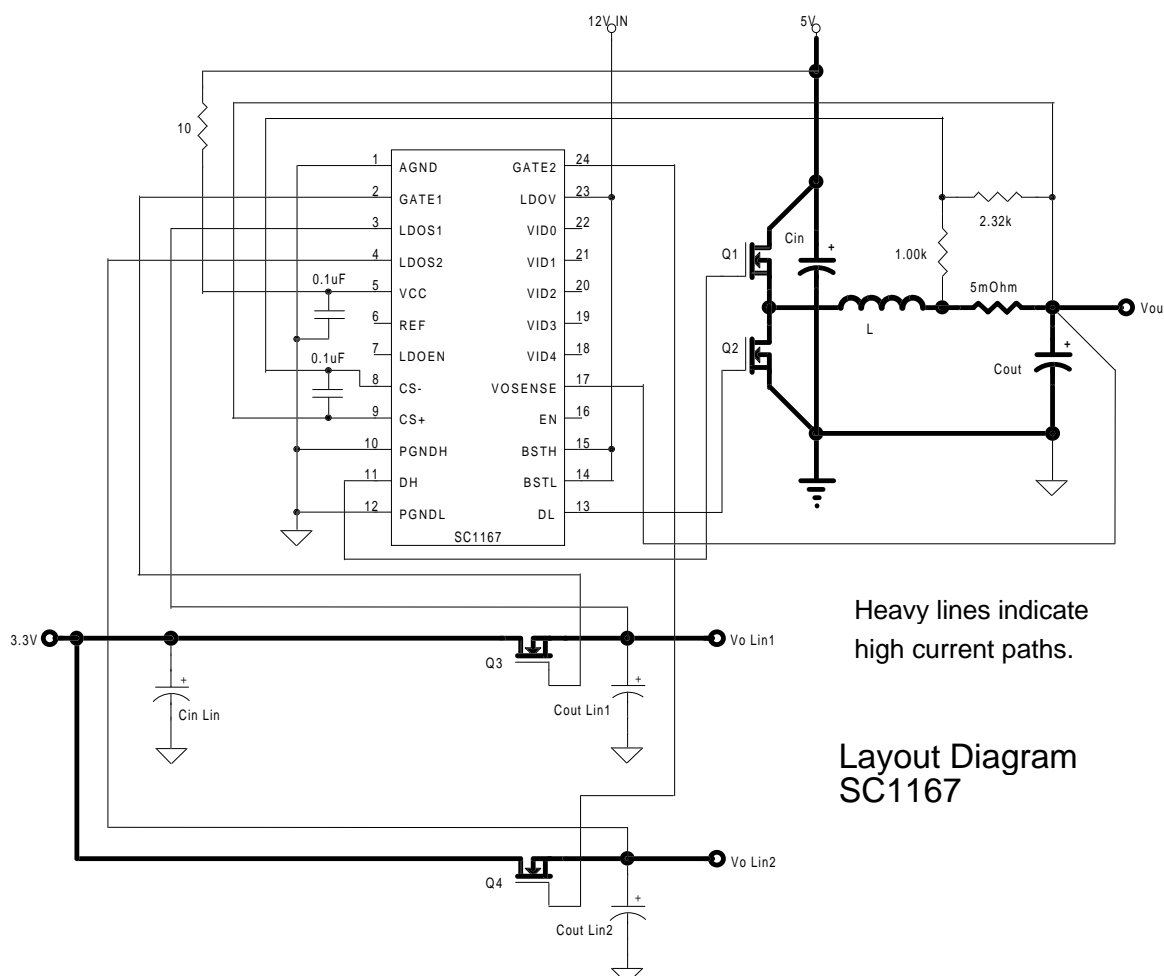 12V IN
5V
10
1 AGND GATE2 24
2 GATE1 LDOV 23
3 LDOS1 VID0 22
4 LDOS2 VID1 21
5 VCC VID2 20
6 REF VID3 19
7 LDOEN VID4 18
8 CS- VOSENSE 17
9 CS+ EN 16
10 PGNDH BSTH 15
11 DH BSTL 14
12 PGNDL DL 13
SC1167
0.1uF
0.1uF
Q1
Cin
+
2.32k
1.00k
5mOhm
L
Vou
Q2
+
Cout
Heavy lines indicate
high current paths.
3.3V
Q3
Vo Lin1
+
Cin Lin
+
Cout Lin1
Layout Diagram
SC1167
Q4
Vo Lin2
+
Cout Lin2